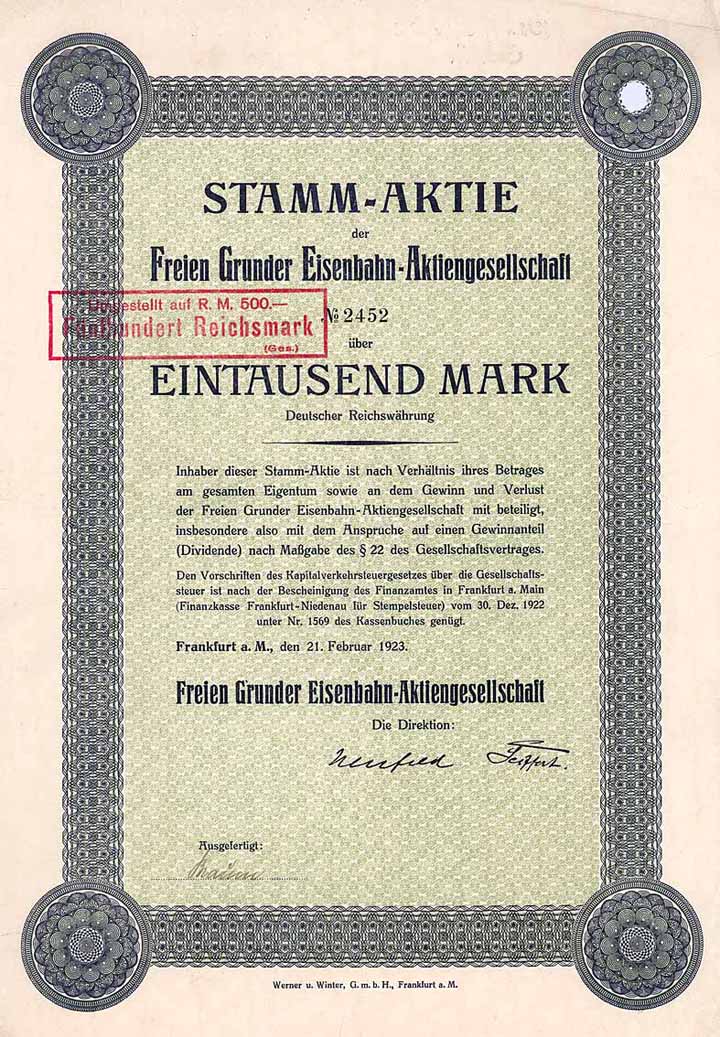 STAMM-AKTIE
der
Freien Grunder Eisenbahn-Aktiengesellschaft
Umgestellt auf R. M. 500.—
Fünfhundert Reichsmark
(Ges.)
№ 2452
über
EINTAUSEND MARK
Deutscher Reichswährung
Inhaber dieser Stamm-Aktie ist nach Verhältnis ihres Betrages
am gesamten Eigentum sowie an dem Gewinn und Verlust
der Freien Grunder Eisenbahn-Aktiengesellschaft mit beteiligt,
insbesondere also mit dem Anspruche auf einen Gewinnanteil
(Dividende) nach Maßgabe des § 22 des Gesellschaftsvertrages.
Den Vorschriften des Kapitalverkehrsteuergesetzes über die Gesellschafts-
steuer ist nach der Bescheinigung des Finanzamtes in Frankfurt a. Main
(Finanzkasse Frankfurt-Niedenau für Stempelsteuer) vom 30. Dez. 1922
unter Nr. 1569 des Kassenbuches genügt.
Frankfurt a. M., den 21. Februar 1923.
Freien Grunder Eisenbahn-Aktiengesellschaft
Die Direktion:
Seiffert.
Ausgefertigt:
Werner u. Winter, G. m. b. H., Frankfurt a. M.